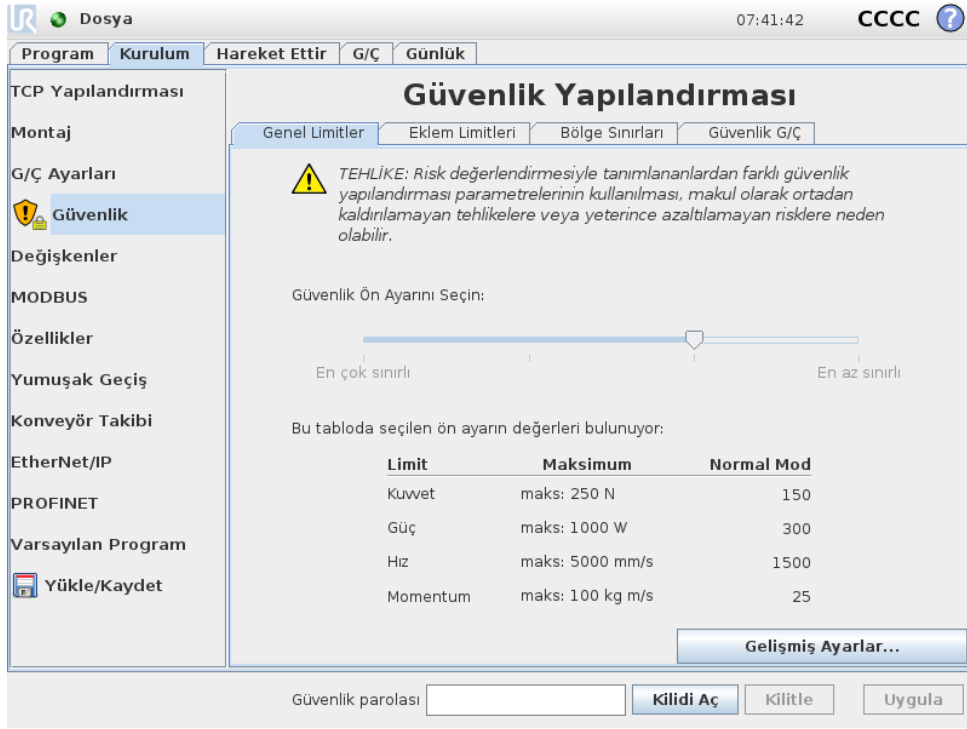 UR Dosya 07:41:42 CCCC ?
Program Kurulum Hareket Ettir G/Ç Günlük
TCP Yapılandırması
Montaj
G/Ç Ayarları
Güvenlik
Değişkenler
MODBUS
Özellikler
Yumuşak Geçiş
Konveyör Takibi
EtherNet/IP
PROFINET
Varsayılan Program
Yükle/Kaydet
Güvenlik Yapılandırması
Genel Limitler Eklem Limitleri Bölge Sınırları Güvenlik G/Ç
TEHLİKE: Risk değerlendirmesiyle tanımlananlardan farklı güvenlik
yapılandırması parametrelerinin kullanılması, makul olarak ortadan
kaldırılamayan tehlikelere veya yeterince azaltılamayan risklere neden
olabilir.
Güvenlik Ön Ayarını Seçin:
En çok sınırlı En az sınırlı
Bu tabloda seçilen ön ayarın değerleri bulunuyor:
Limit Maksimum Normal Mod
Kuvvet maks: 250 N 150
Güç maks: 1000 W 300
Hız maks: 5000 mm/s 1500
Momentum maks: 100 kg m/s 25
Gelişmiş Ayarlar...
Güvenlik parolası Kilidi Aç Kilitle Uygula